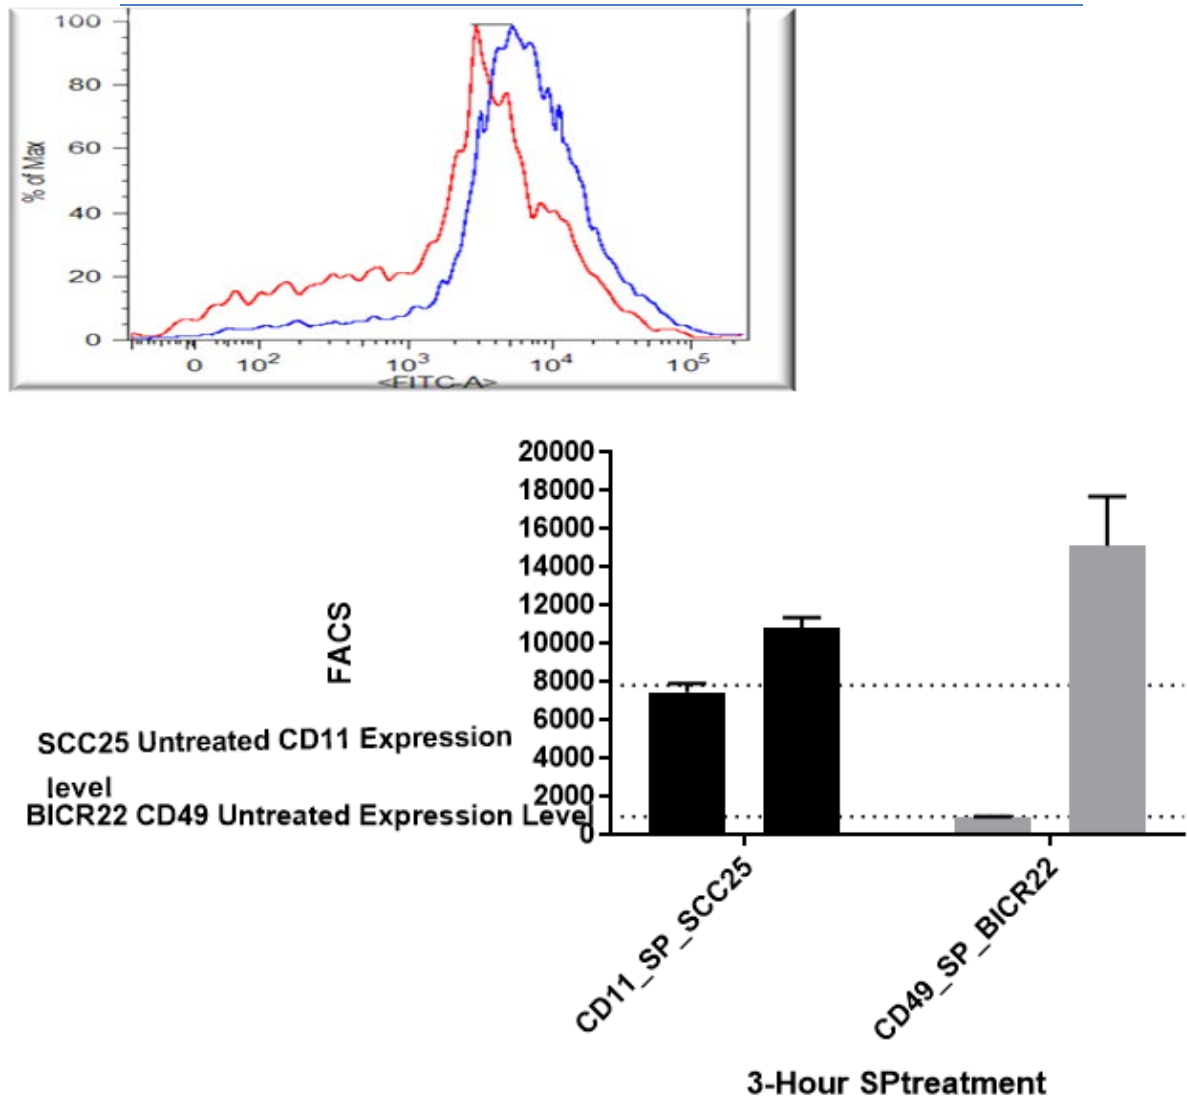 100
80
60
40
20
0
% of Max
0 10² 10³ 10⁴ 10⁵
<FITC-A>
20000
18000
16000
14000
12000
10000
8000
6000
4000
2000
0
FACS
SCC25 Untreated CD11 Expression
level
BICR22 CD49 Untreated Expression Level
CD11_SP_SCC25
CD49_SP_BICR22
3-Hour SPtreatment